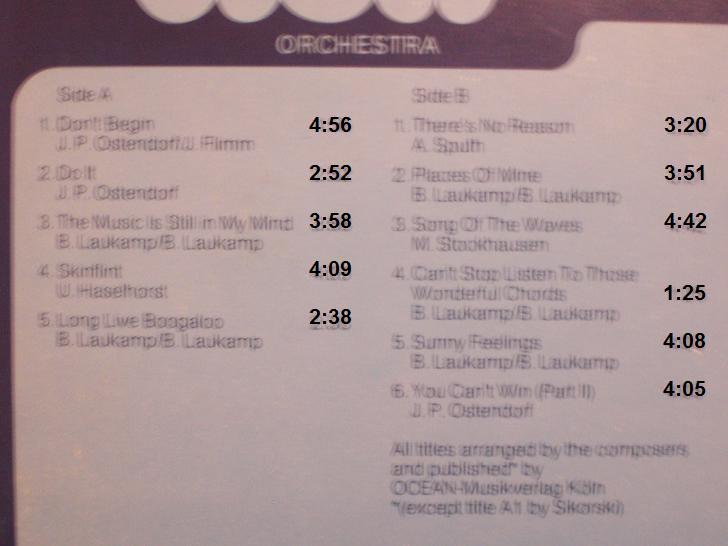 ORCHESTRA
Side A
1. Don't Begin 4:56
J. P. Ostendorf/J. Flimm
2. Do It 2:52
J. P. Ostendorf
3. The Music Is Still in My Mind 3:58
B. Laukamp/B. Laukamp
4. Skinflint 4:09
U. Haselhorst
5. Long Live Boogaloo 2:38
B. Laukamp/B. Laukamp
Side B
1. There's No Reason 3:20
A. Sputh
2. Places Of Mine 3:51
B. Laukamp/B. Laukamp
3. Song Of The Waves 4:42
M. Stockhausen
4. Can't Stop Listen To Those
Wonderful Chords 1:25
B. Laukamp/B. Laukamp
5. Sunny Feelings 4:08
B. Laukamp/B. Laukamp
6. You Can't Win (Part II) 4:05
J. P. Ostendorf
All titles arranged by the composers
and published* by
OCEAN-Musikverlag Köln
*(except title A1 by Sikorski)